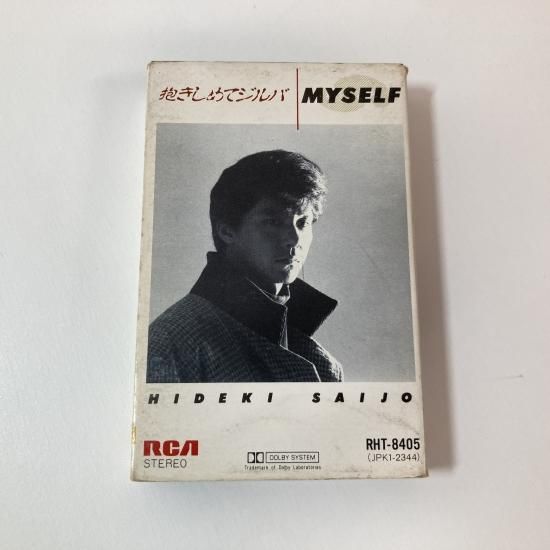 抱きしめてジルバ
MYSELF
HIDEKI SAIJO
RCA
STEREO
DOLBY SYSTEM
Trademark of Dolby Laboratories
RHT-8405
(JPK1-2344)